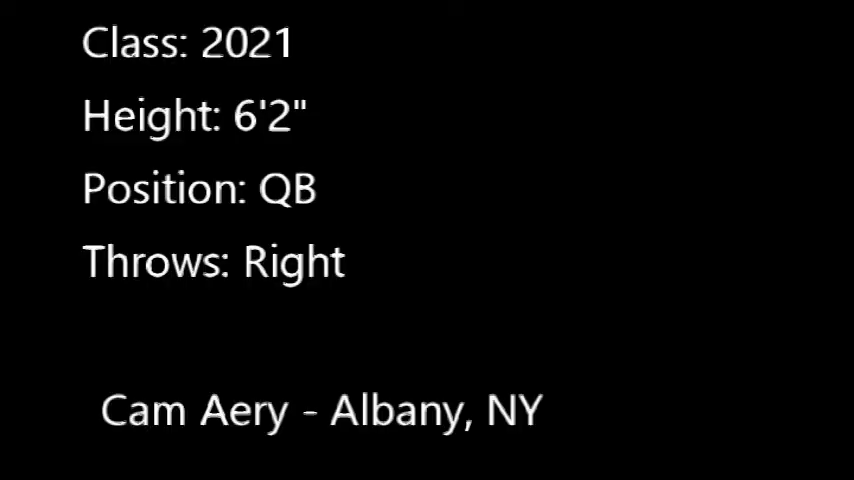 Class: 2021
Height: 6'2"
Position: QB
Throws: Right
Cam Aery - Albany, NY